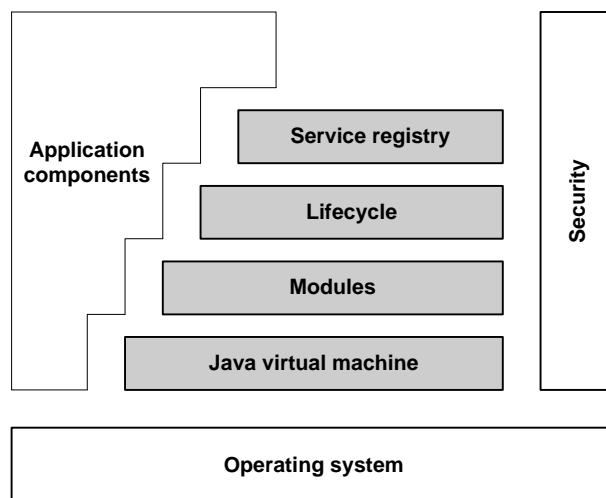 Application
components
Service registry
Lifecycle
Modules
Java virtual machine
Security
Operating system